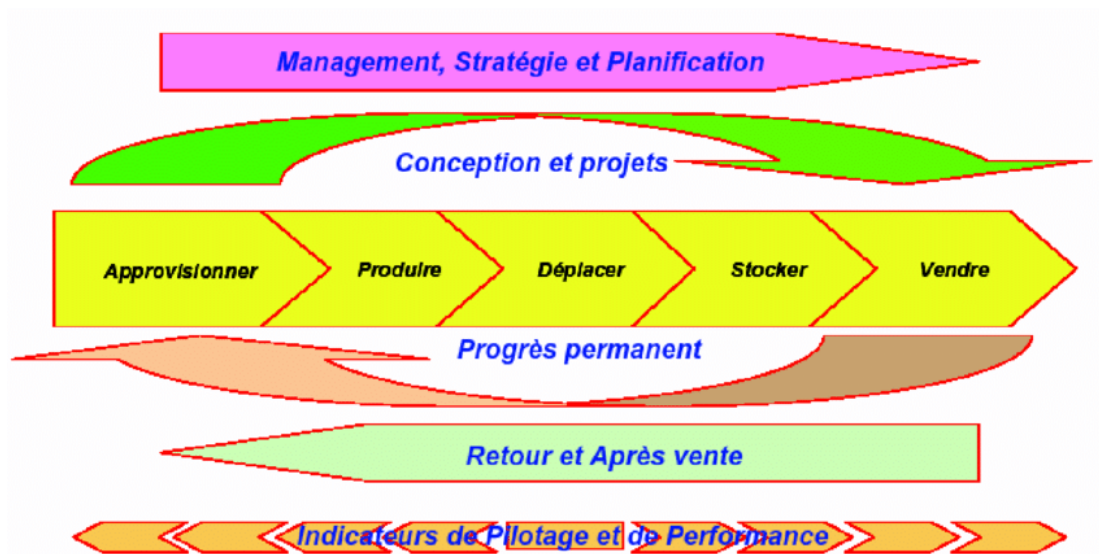 Management, Stratégie et Planification
Conception et projets
Approvisionner
Produire
Déplacer
Stocker
Vendre
Progrès permanent
Retour et Après vente
Indicateurs de Pilotage et de Performance